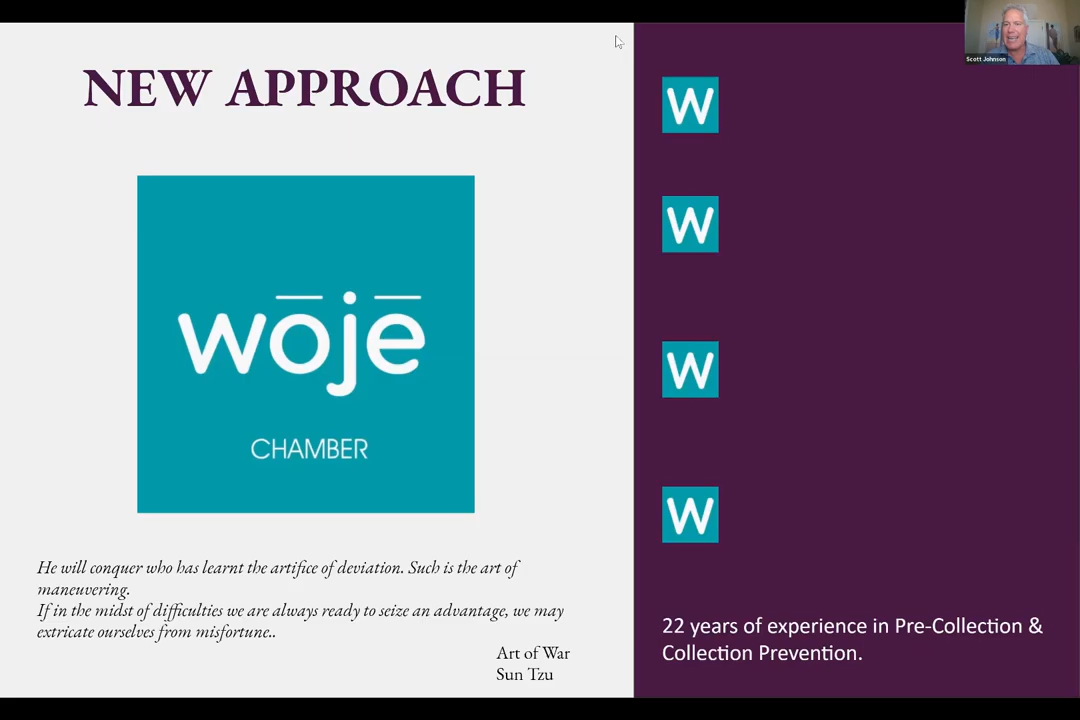 NEW APPROACH
wōjē
CHAMBER
He will conquer who has learnt the artifice of deviation. Such is the art of
maneuvering.
If in the midst of difficulties we are always ready to seize an advantage, we may
extricate ourselves from misfortune..
Art of War
Sun Tzu
W
W
W
W
22 years of experience in Pre-Collection &
Collection Prevention.
Scott Johnson